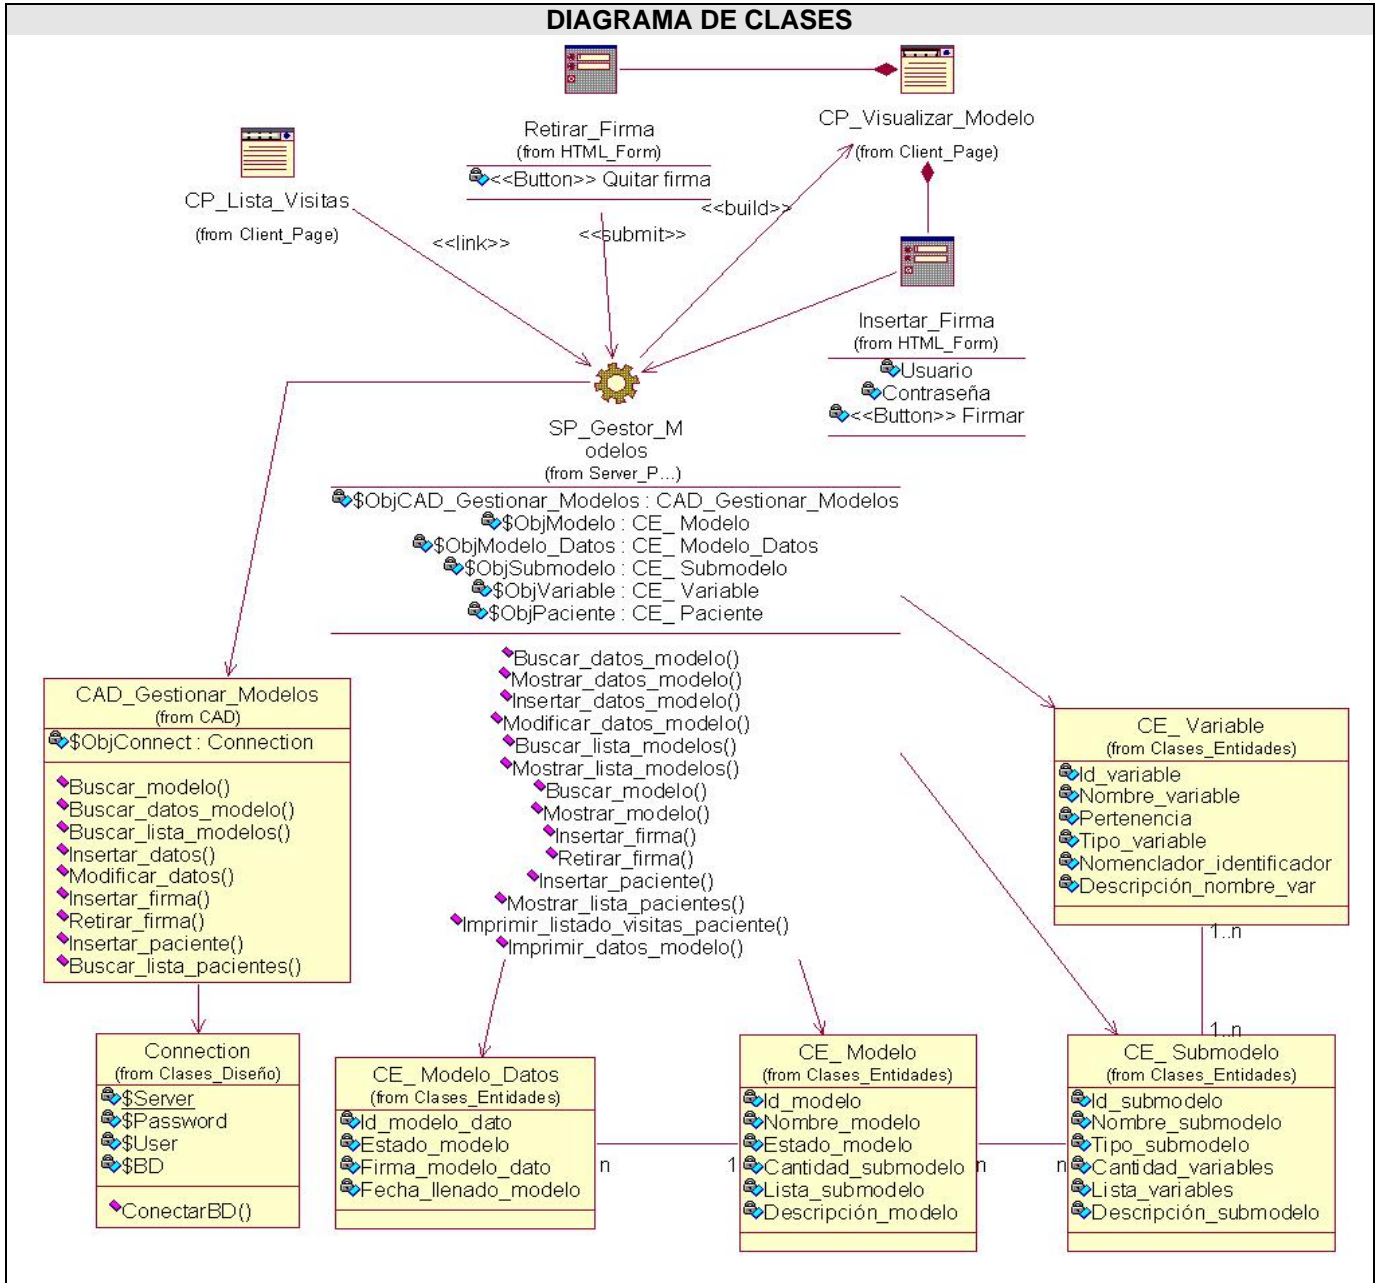 DIAGRAMA DE CLASES
Retirar_Firma
(from HTML_Form)
<<Button>> Quitar firma
CP_Visualizar_Modelo
(from Client_Page)
CP_Lista_Visitas
(from Client_Page)
<<link>>
<<submit>>
<<build>>
Insertar_Firma
(from HTML_Form)
Usuario
Contraseña
<<Button>> Firmar
SP_Gestor_M
odelos
(from Server_P...)
$ObjCAD_Gestionar_Modelos : CAD_Gestionar_Modelos
$ObjModelo : CE_ Modelo
$ObjModelo_Datos : CE_ Modelo_Datos
$ObjSubmodelo : CE_ Submodelo
$ObjVariable : CE_ Variable
$ObjPaciente : CE_ Paciente
Buscar_datos_modelo()
Mostrar_datos_modelo()
Insertar_datos_modelo()
Modificar_datos_modelo()
Buscar_lista_modelos()
Mostrar_lista_modelos()
Buscar_modelo()
Mostrar_modelo()
Insertar_firma()
Retirar_firma()
Insertar_paciente()
Mostrar_lista_pacientes()
Imprimir_listado_visitas_paciente()
Imprimir_datos_modelo()
CAD_Gestionar_Modelos
(from CAD)
$ObjConnect : Connection
Buscar_modelo()
Buscar_datos_modelo()
Buscar_lista_modelos()
Insertar_datos()
Modificar_datos()
Insertar_firma()
Retirar_firma()
Insertar_paciente()
Buscar_lista_pacientes()
CE_ Variable
(from Clases_Entidades)
Id_variable
Nombre_variable
Pertenencia
Tipo_variable
Nomenclador_identificador
Descripción_nombre_var
1..n
1..n
Connection
(from Clases_Diseño)
$Server
$Password
$User
$BD
ConectarBD()
CE_ Modelo_Datos
(from Clases_Entidades)
Id_modelo_dato
Estado_modelo
Firma_modelo_dato
Fecha_llenado_modelo
n
1
CE_ Modelo
(from Clases_Entidades)
Id_modelo
Nombre_modelo
Estado_modelo
Cantidad_submodelo
Lista_submodelo
Descripción_modelo
n
n
CE_ Submodelo
(from Clases_Entidades)
Id_submodelo
Nombre_submodelo
Tipo_submodelo
Cantidad_variables
Lista_variables
Descripción_submodelo